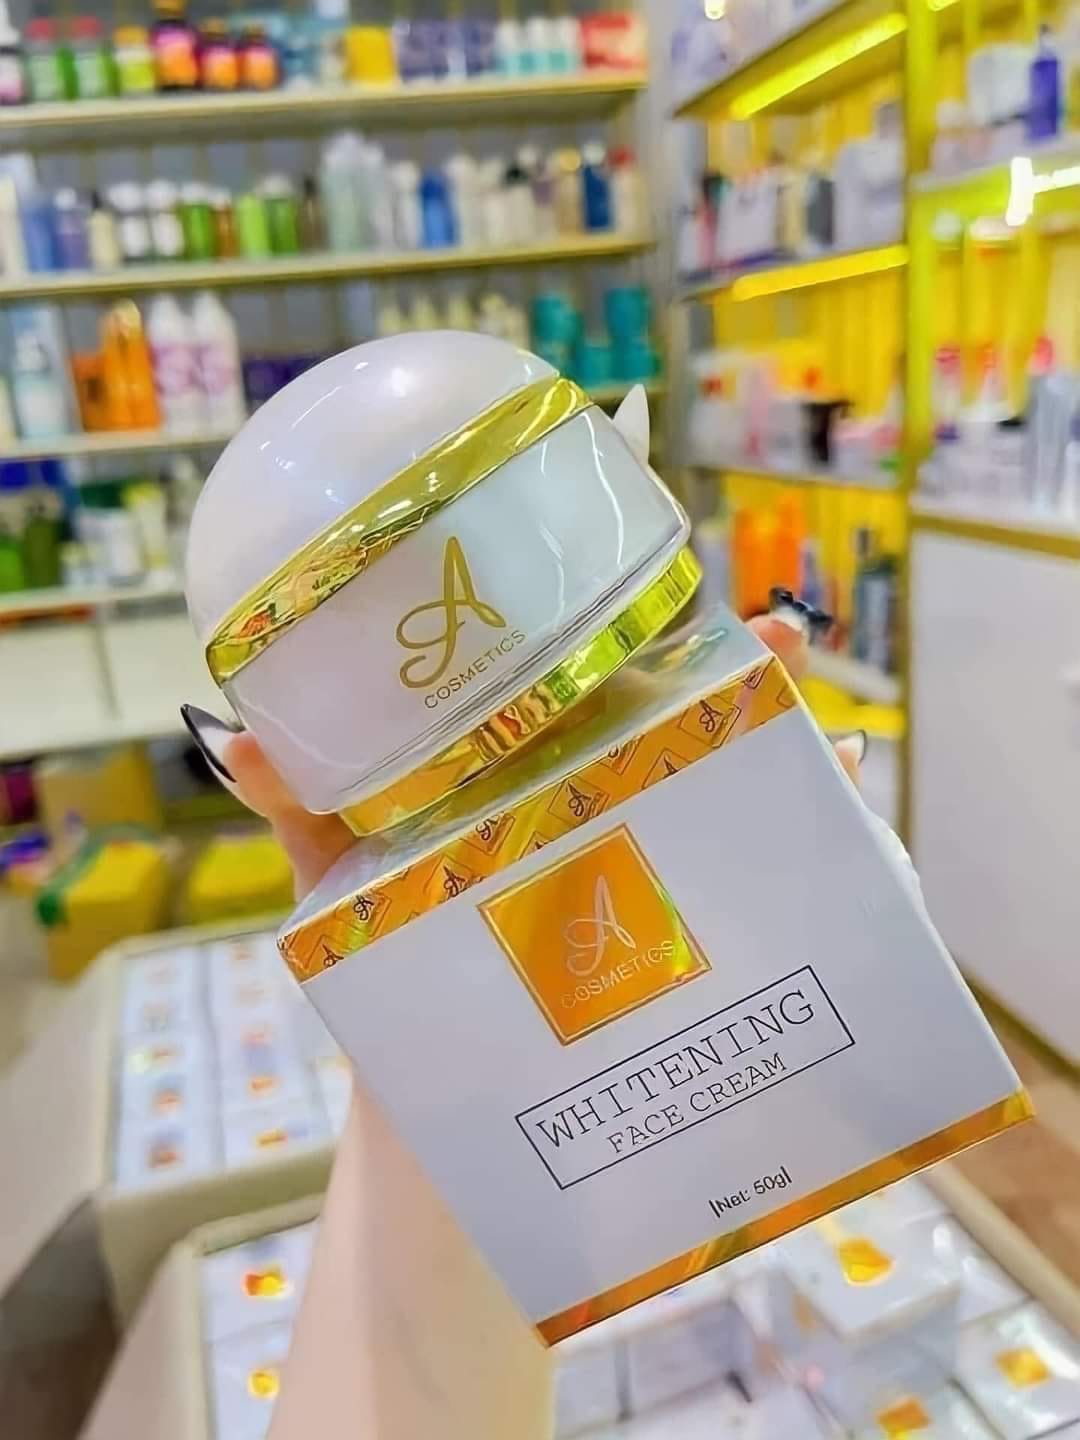 A
COSMETICS
A
COSMETICS
WHITENING
FACE CREAM
|Net: 50g|